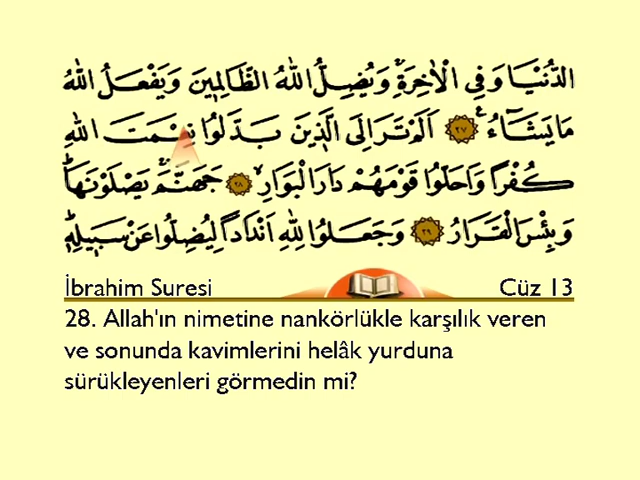 الدُّنْيَا وَفِي الْاٰخِرَةِۚ وَيُضِلُّ اللّٰهُ الظَّالِمٖينَ وَيَفْعَلُ اللّٰهُ
مَا يَشَٓاءُ ࣖ ٢٧ اَلَمْ تَرَ اِلَى الَّذٖينَ بَدَّلُوا نِعْمَتَ اللّٰهِ
كُفْرًا وَاَحَلُّوا قَوْمَهُمْ دَارَ الْبَوَارِۙ ٢٨ جَهَنَّمَۚ يَصْلَوْنَهَاؕ
وَبِئْسَ الْقَرَارُ ٢٩ وَجَعَلُوا لِلّٰهِ اَنْدَادًا لِيُضِلُّوا عَنْ سَبٖيلِهٖؕ
İbrahim Suresi Cüz 13
28. Allah'ın nimetine nankörlükle karşılık veren
ve sonunda kavimlerini helâk yurduna
sürükleyenleri görmedin mi?